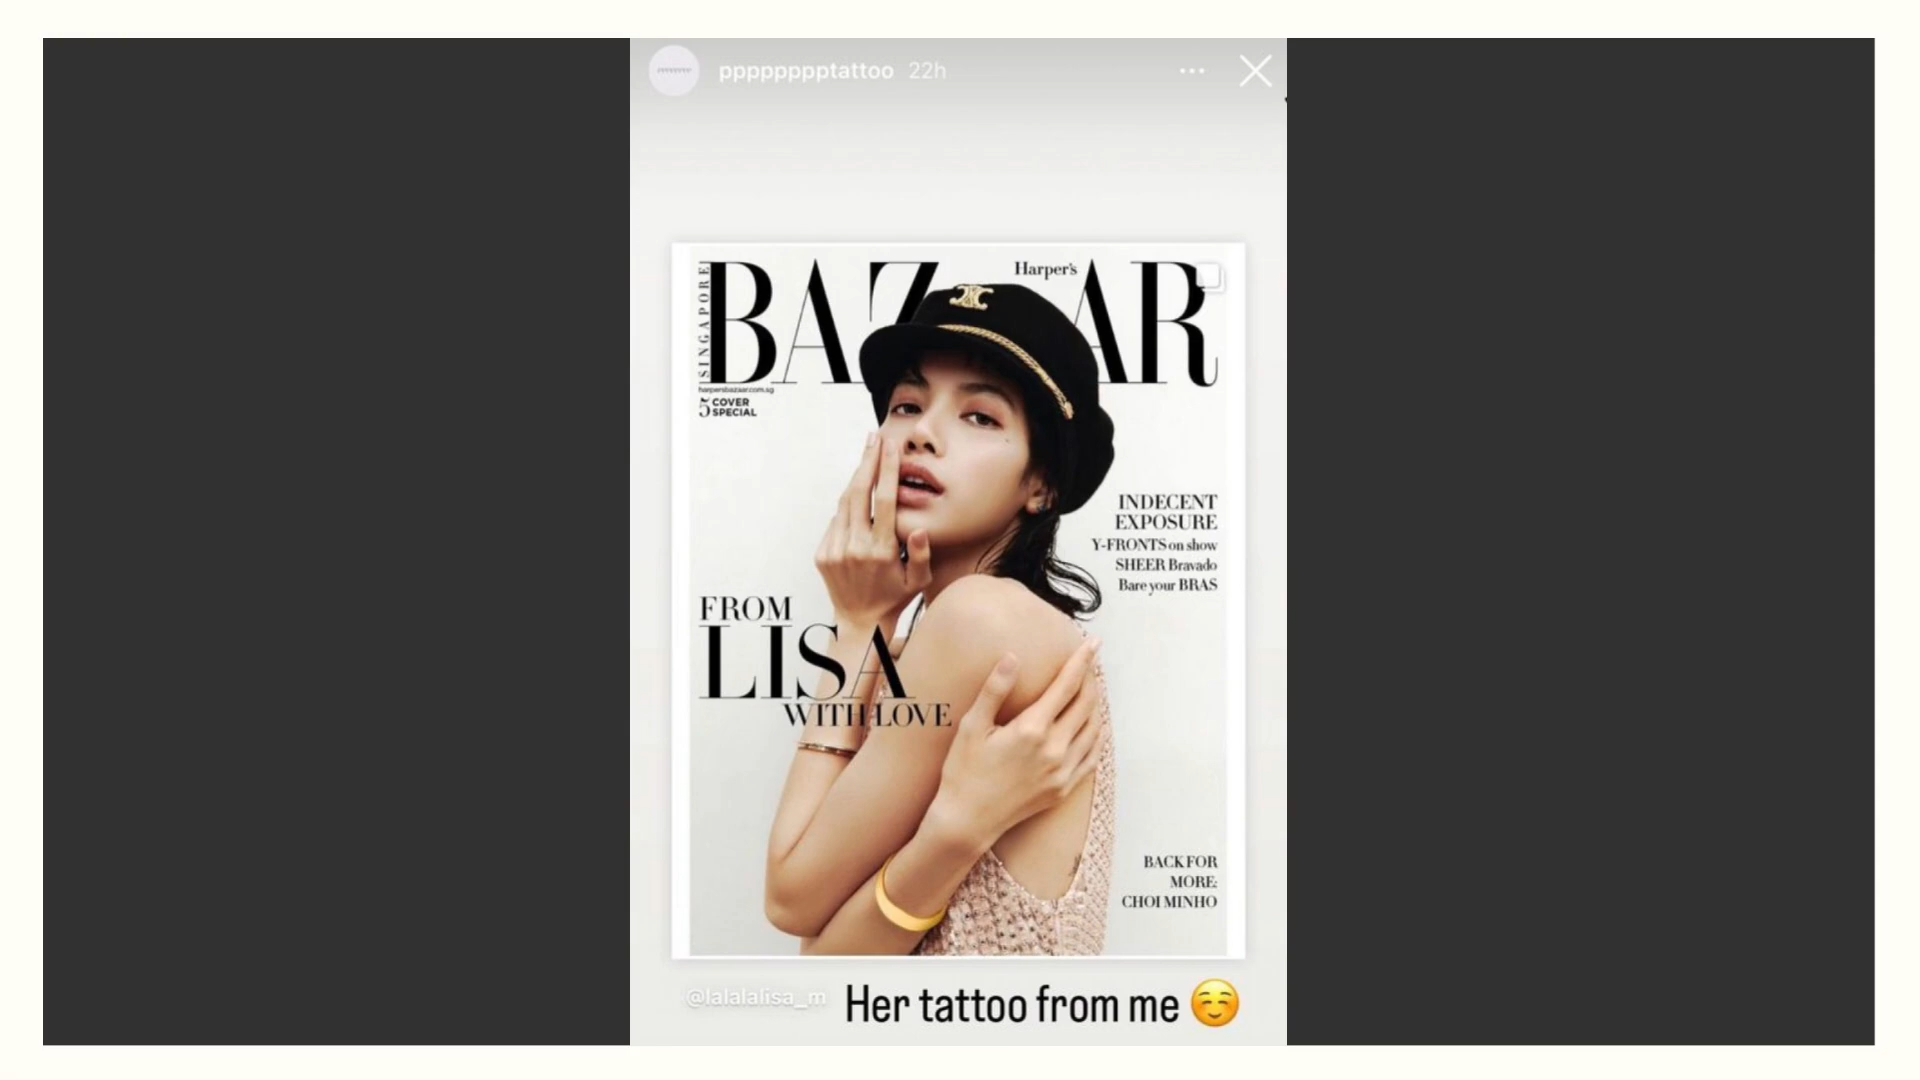 pppppppptattoo 22h
SINGAPORE
BAZAAR
Harper's
harpersbazaar.com.sg
5 COVER
SPECIAL
INDECENT
EXPOSURE
Y-FRONTS on show
SHEER Bravado
Bare your BRAS
FROM
LISA
WITH LOVE
BACK FOR
MORE:
CHOI MINHO
@lalalalisa_m
Her tattoo from me ☺️